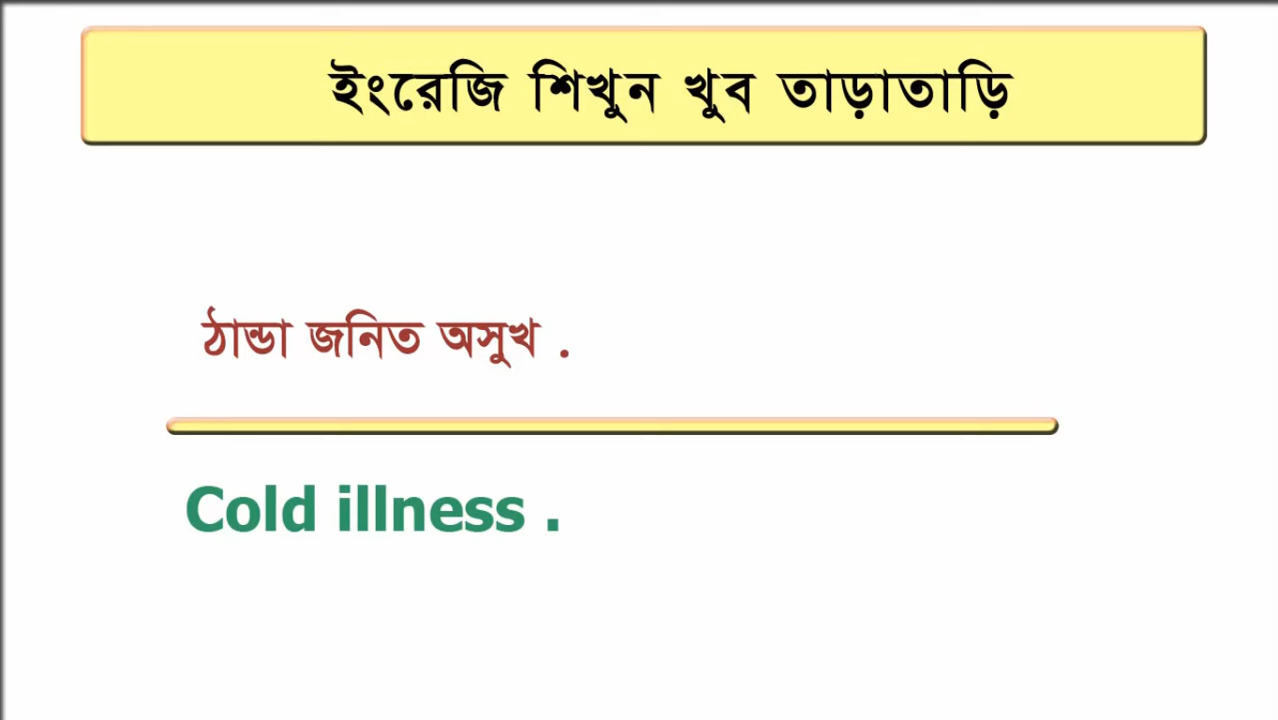 ইংরেজি শিখুন খুব তাড়াতাড়ি
ঠান্ডা জনিত অসুখ .
Cold illness .